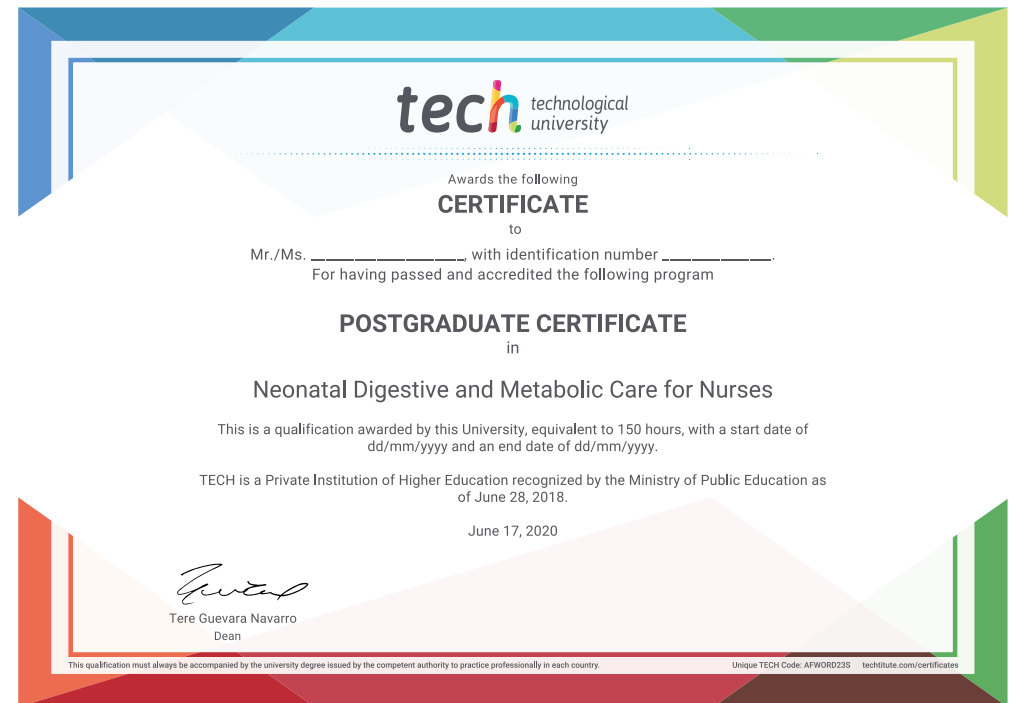 tech technological
university
Awards the following
CERTIFICATE
to
Mr./Ms. _______________, with identification number ___________.
For having passed and accredited the following program
POSTGRADUATE CERTIFICATE
in
Neonatal Digestive and Metabolic Care for Nurses
This is a qualification awarded by this University, equivalent to 150 hours, with a start date of
dd/mm/yyyy and an end date of dd/mm/yyyy.
TECH is a Private Institution of Higher Education recognized by the Ministry of Public Education as
of June 28, 2018.
June 17, 2020
Tere Guevara Navarro
Dean
This qualification must always be accompanied by the university degree issued by the competent authority to practice professionally in each country.
Unique TECH Code: AFWORD23S techtitute.com/certificates